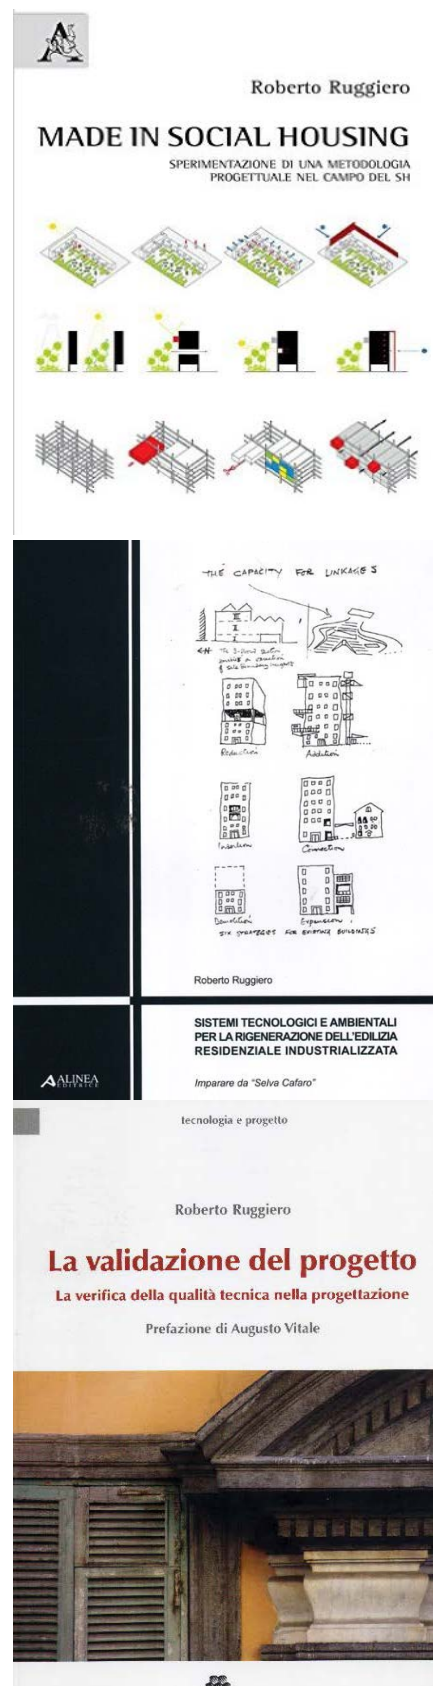 Roberto Ruggiero
MADE IN SOCIAL HOUSING
SPERIMENTAZIONE DI UNA METODOLOGIA
PROGETTUALE NEL CAMPO DEL SH
THE CAPACITY FOR LINKAGES
Reduction
Addition
Insertion
Connection
Demolition
Expansion
SIX STRATEGIES FOR EXISTING BUILDINGS
Roberto Ruggiero
SISTEMI TECNOLOGICI E AMBIENTALI
PER LA RIGENERAZIONE DELL'EDILIZIA
RESIDENZIALE INDUSTRIALIZZATA
ALINEA
EDITRICE
Imparare da "Selva Cafaro"
tecnologia e progetto
Roberto Ruggiero
La validazione del progetto
La verifica della qualità tecnica nella progettazione
Prefazione di Augusto Vitale